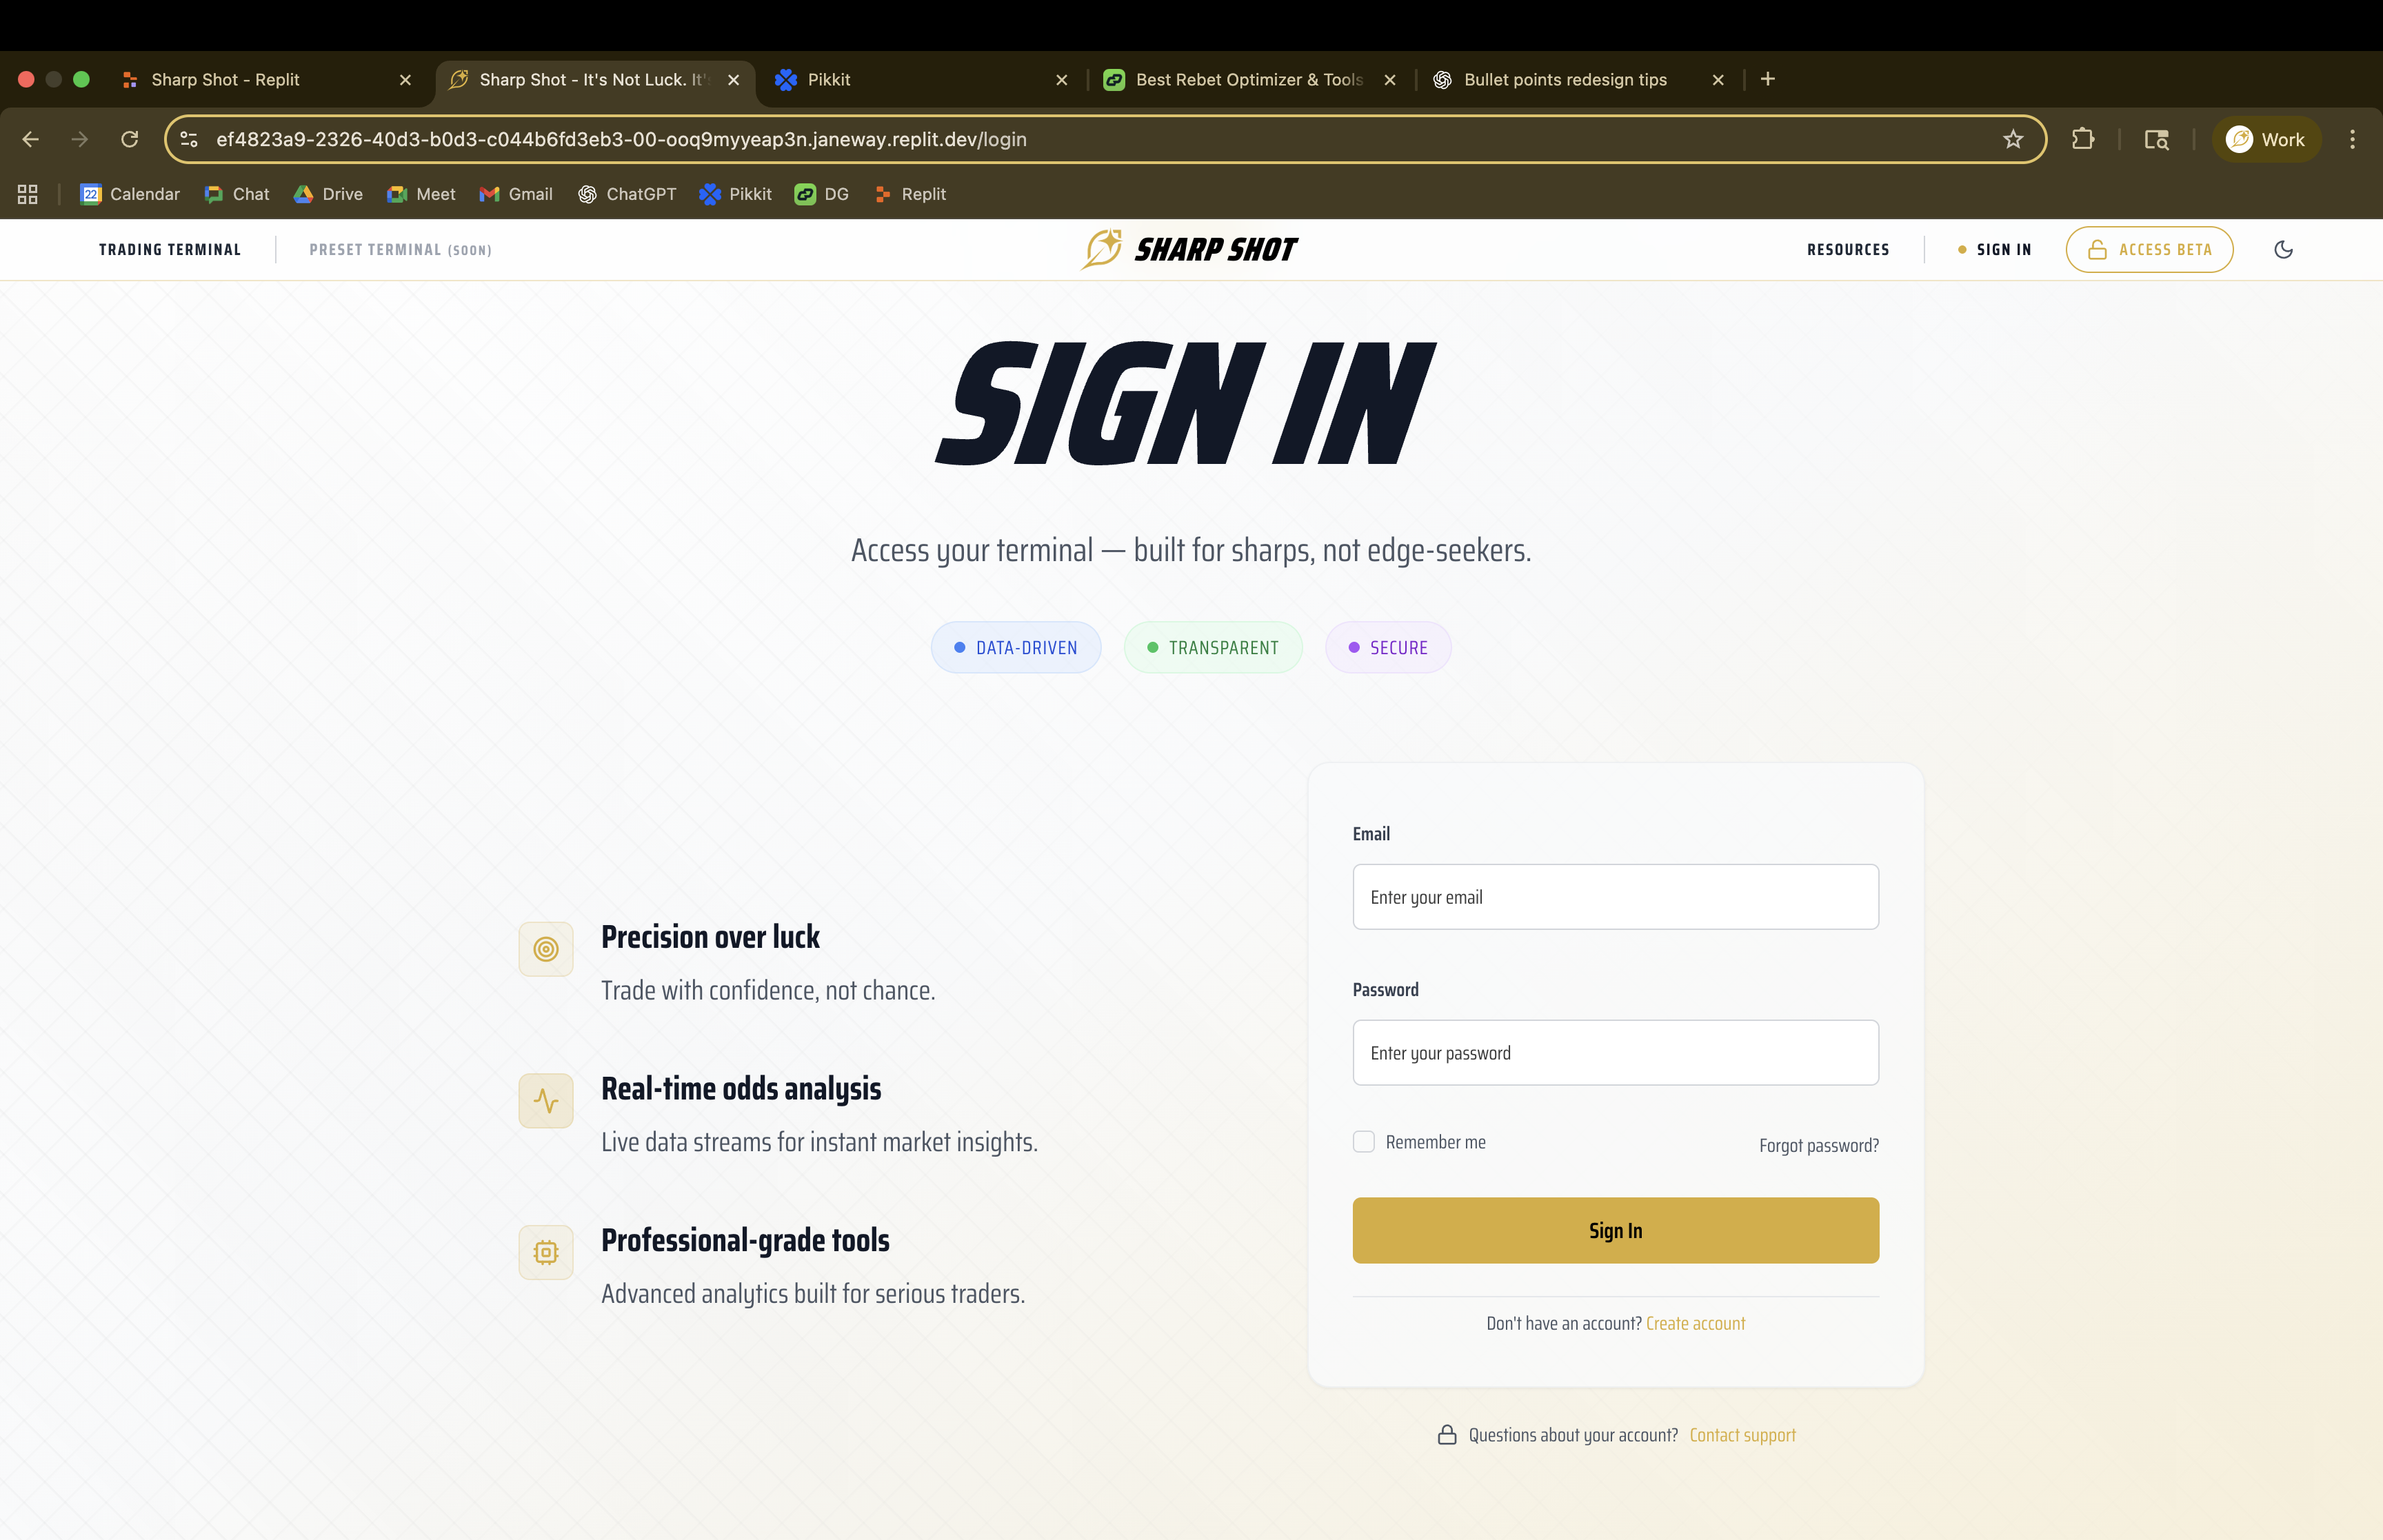 Sharp Shot - Replit
Sharp Shot - It's Not Luck. It's
Pikkit
Best Rebet Optimizer & Tools
Bullet points redesign tips
ef4823a9-2326-40d3-b0d3-c044b6fd3eb3-00-ooq9myyeap3n.janeway.replit.dev/login
Work
22
Calendar
Chat
Drive
Meet
Gmail
ChatGPT
Pikkit
DG
Replit
TRADING TERMINAL
PRESET TERMINAL (SOON)
SHARP SHOT
RESOURCES
SIGN IN
ACCESS BETA
SIGN IN
Access your terminal — built for sharps, not edge-seekers.
DATA-DRIVEN
TRANSPARENT
SECURE
Precision over luck
Trade with confidence, not chance.
Real-time odds analysis
Live data streams for instant market insights.
Professional-grade tools
Advanced analytics built for serious traders.
Email
Enter your email
Password
Enter your password
Remember me
Forgot password?
Sign In
Don't have an account? Create account
Questions about your account? Contact support